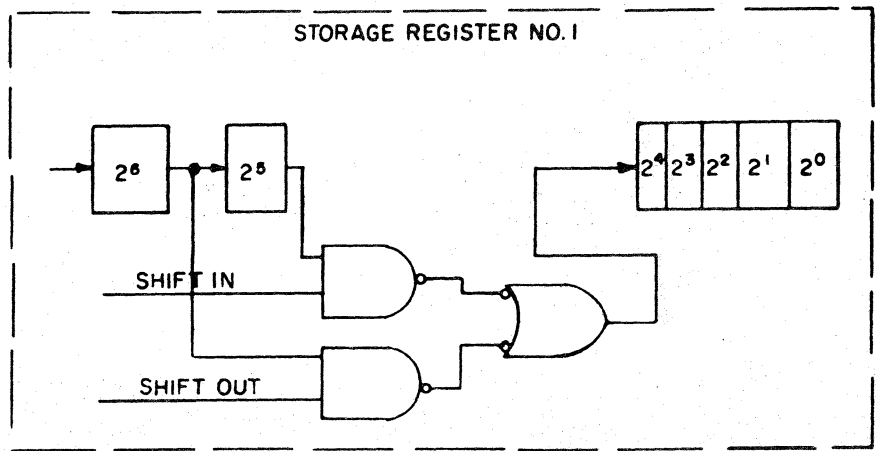 STORAGE REGISTER NO. 1
2⁶ 2⁵ 2⁴ 2³ 2² 2¹ 2⁰
SHIFT IN
SHIFT OUT